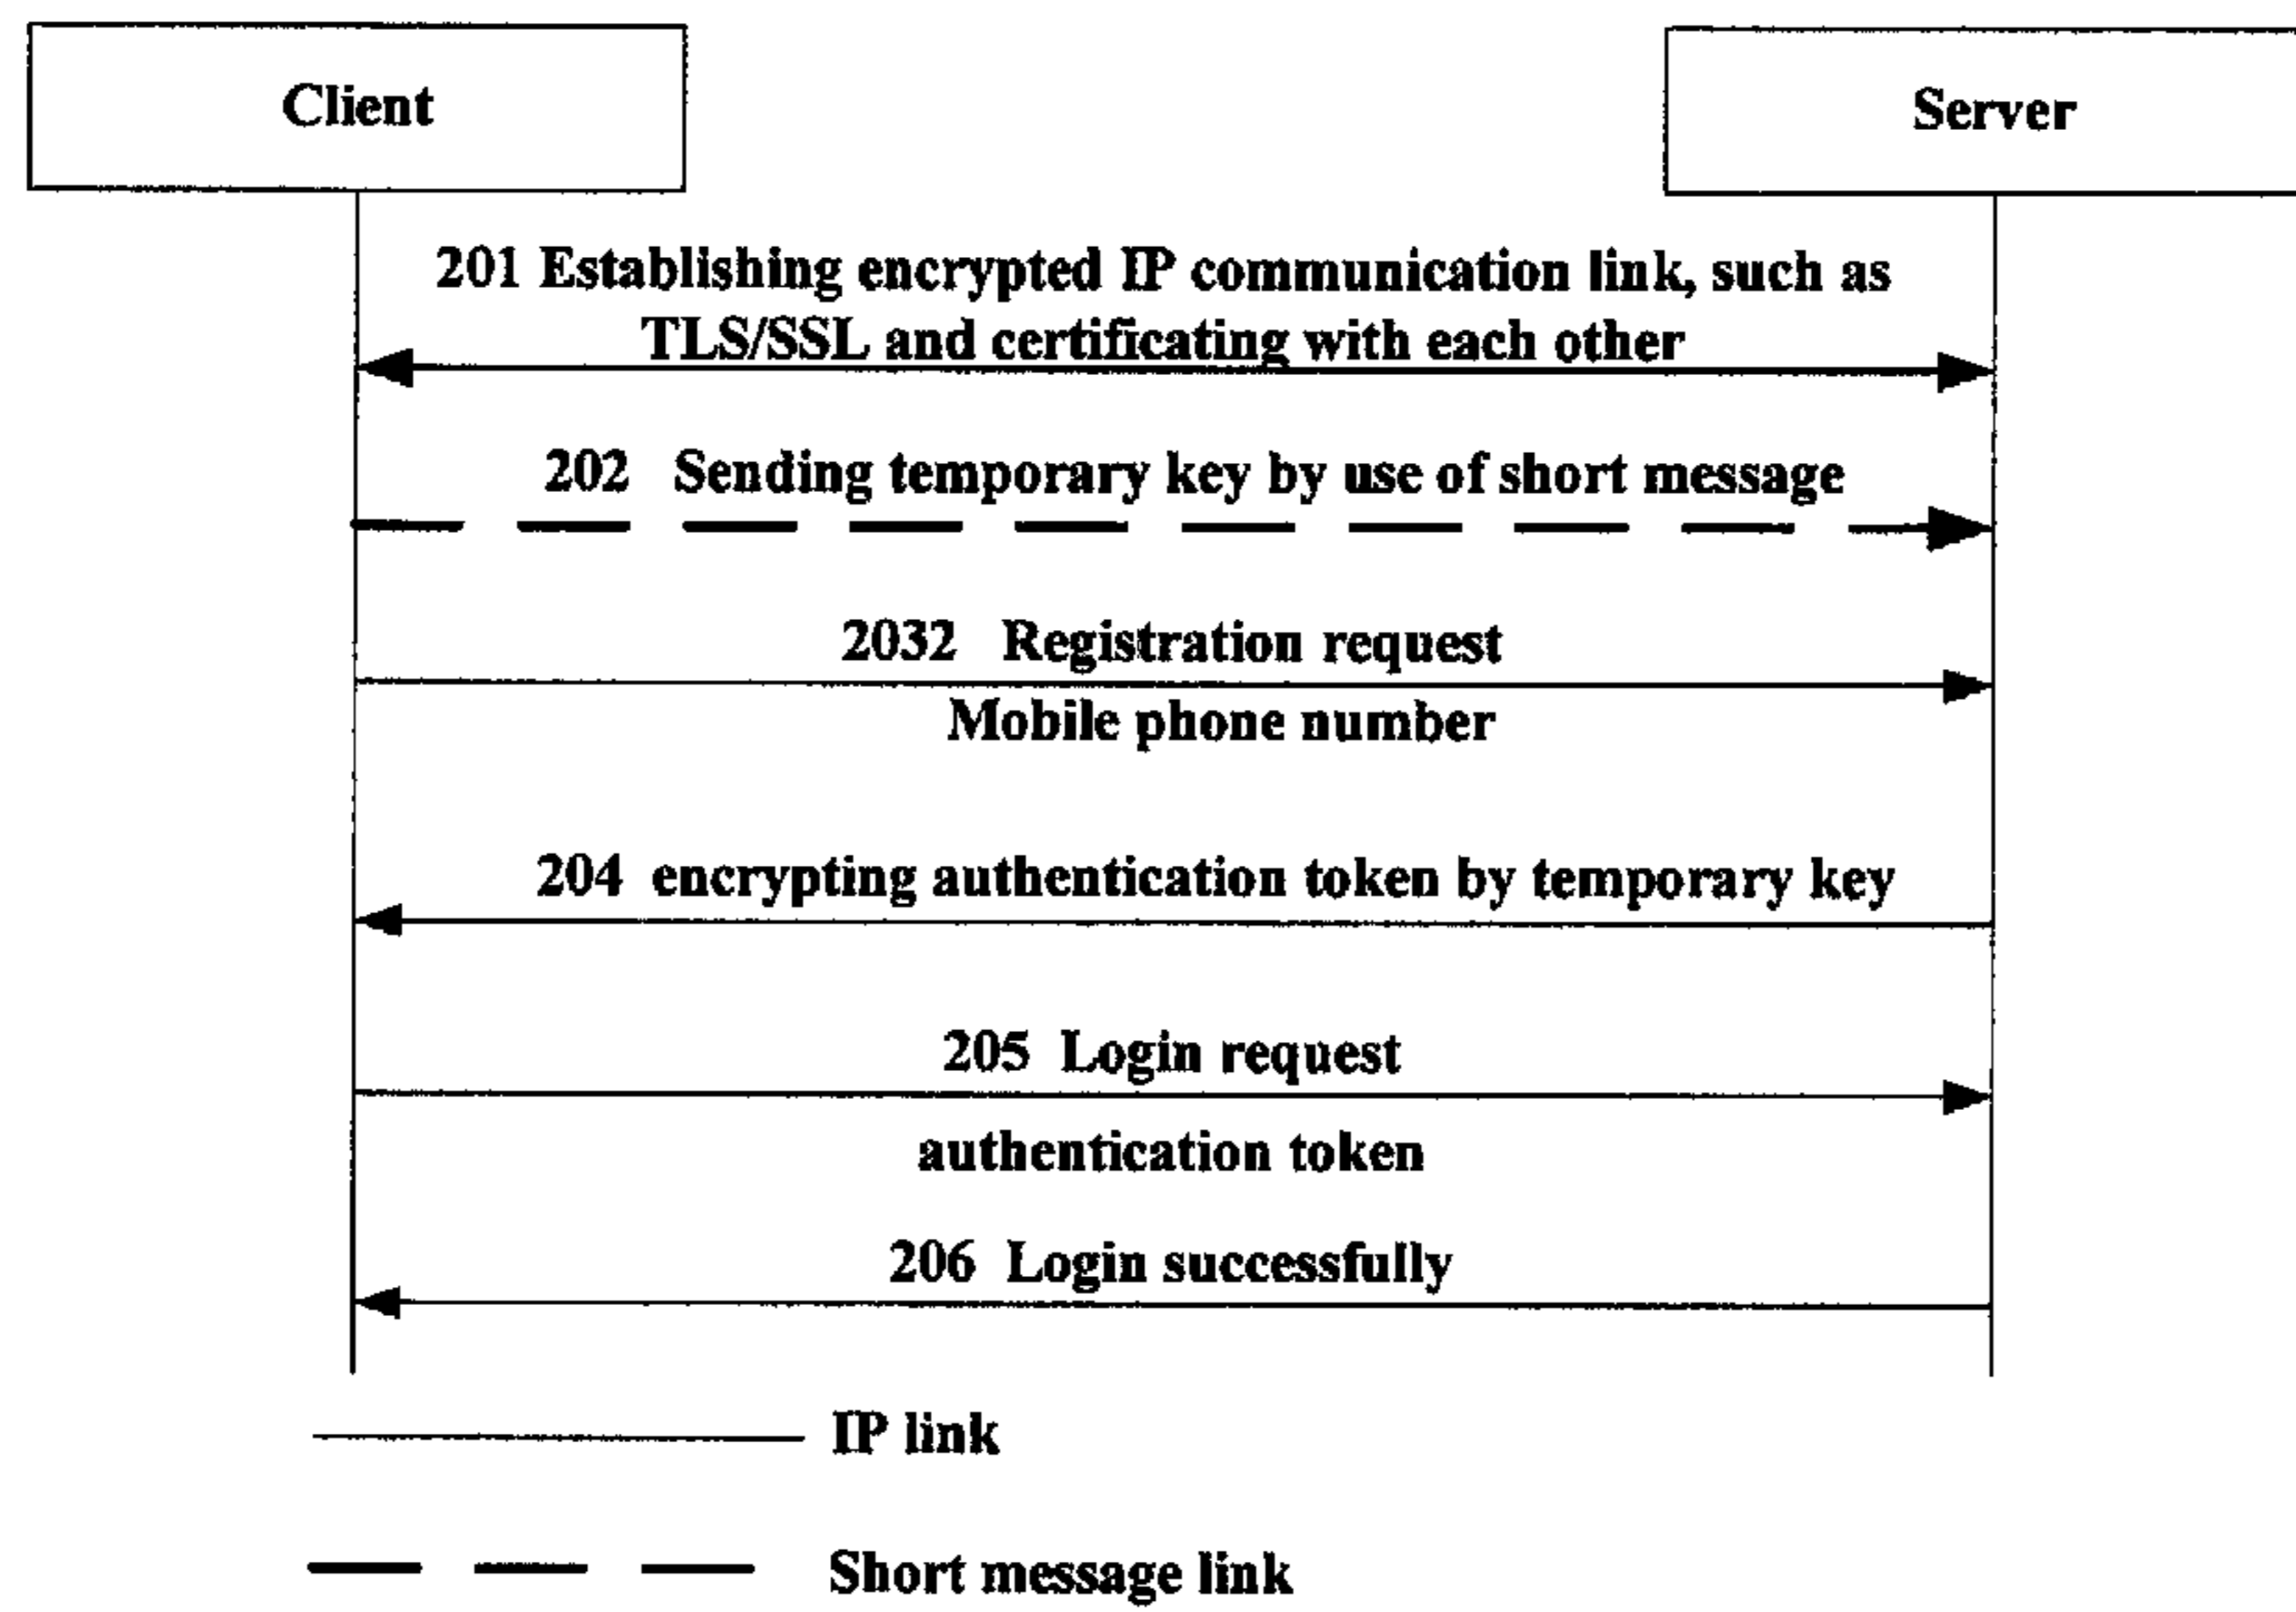 Client
Server
201 Establishing encrypted IP communication link, such as
TLS/SSL and certificating with each other
202 Sending temporary key by use of short message
2032 Registration request
Mobile phone number
204 encrypting authentication token by temporary key
205 Login request
authentication token
206 Login successfully
IP link
Short message link